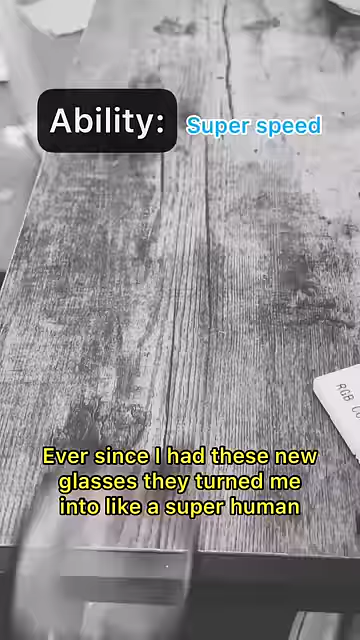 Ability: Super speed
RGB
Ever since I had these new
glasses they turned me
into like a super human